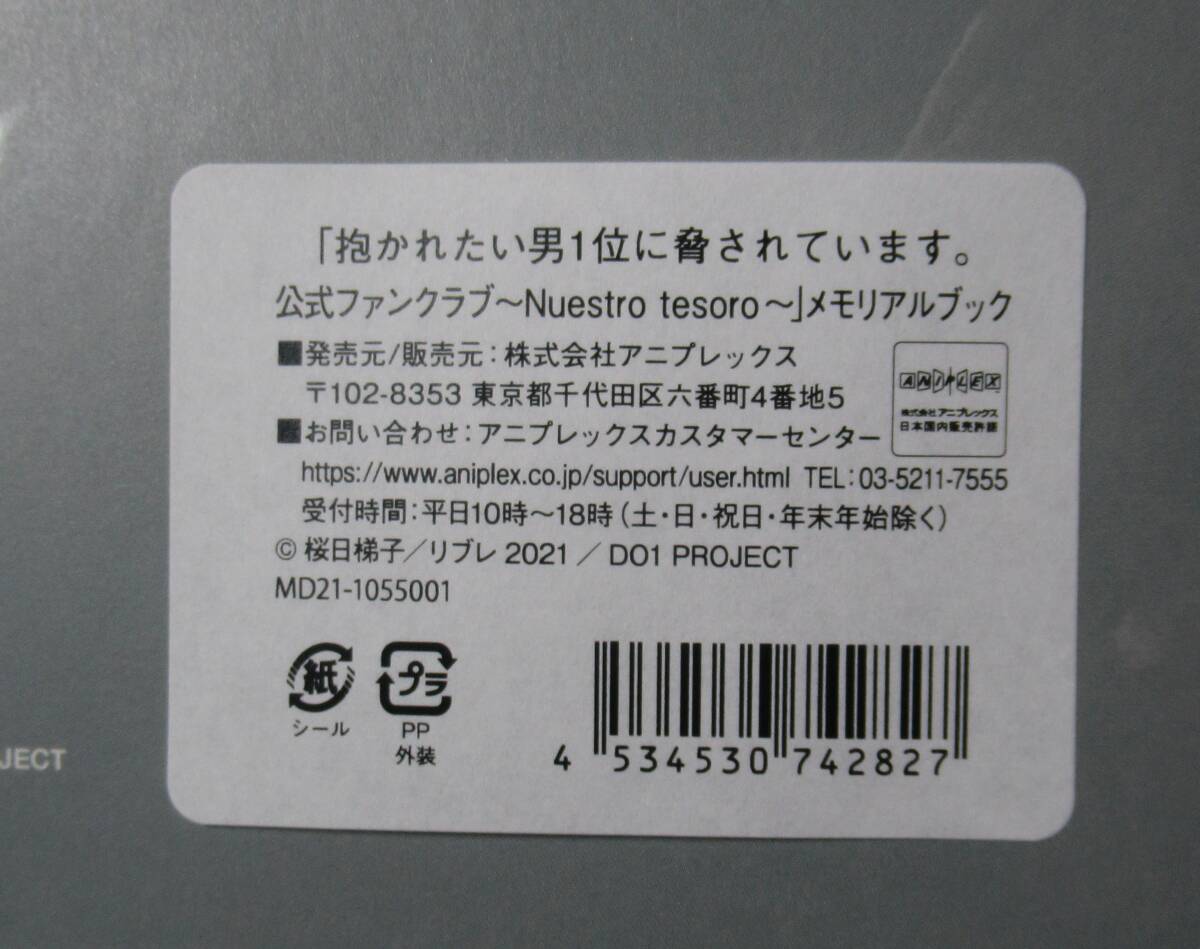 「抱かれたい男1位に脅されています。
公式ファンクラブ～Nuestro tesoro～」メモリアルブック
■発売元/販売元：株式会社アニプレックス
〒102-8353 東京都千代田区六番町4番地5
■お問い合わせ：アニプレックスカスタマーセンター
https://www.aniplex.co.jp/support/user.html TEL：03-5211-7555
受付時間：平日10時～18時（土・日・祝日・年末年始除く）
© 桜日梯子／リブレ 2021 ／ DO1 PROJECT
MD21-1055001
ANIPLEX
株式会社アニプレックス
日本国内販売許諾
紙
シール
プラ
PP
外装
4 534530 742827
JECT